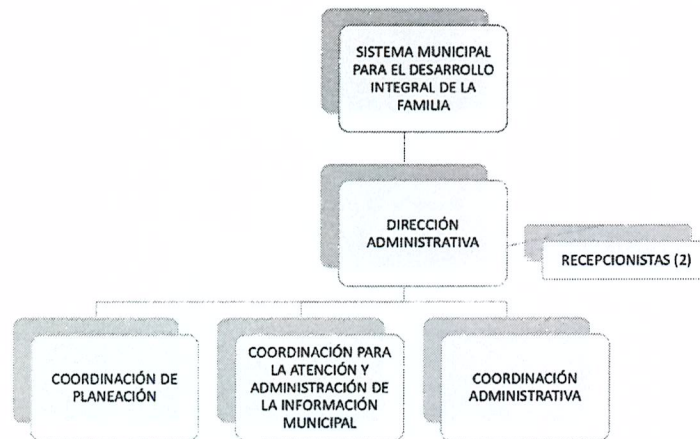 SISTEMA MUNICIPAL
PARA EL DESARROLLO
INTEGRAL DE LA
FAMILIA
DIRECCIÓN
ADMINISTRATIVA
RECEPCIONISTAS (2)
COORDINACIÓN DE
PLANEACIÓN
COORDINACIÓN PARA
LA ATENCIÓN Y
ADMINISTRACIÓN DE
LA INFORMACIÓN
MUNICIPAL
COORDINACIÓN
ADMINISTRATIVA